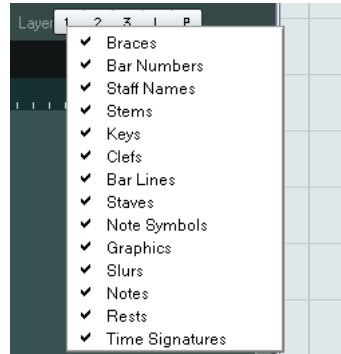 Layer 1 2 3 L P
Braces
Bar Numbers
Staff Names
Stems
Keys
Clefs
Bar Lines
Staves
Note Symbols
Graphics
Slurs
Notes
Rests
Time Signatures